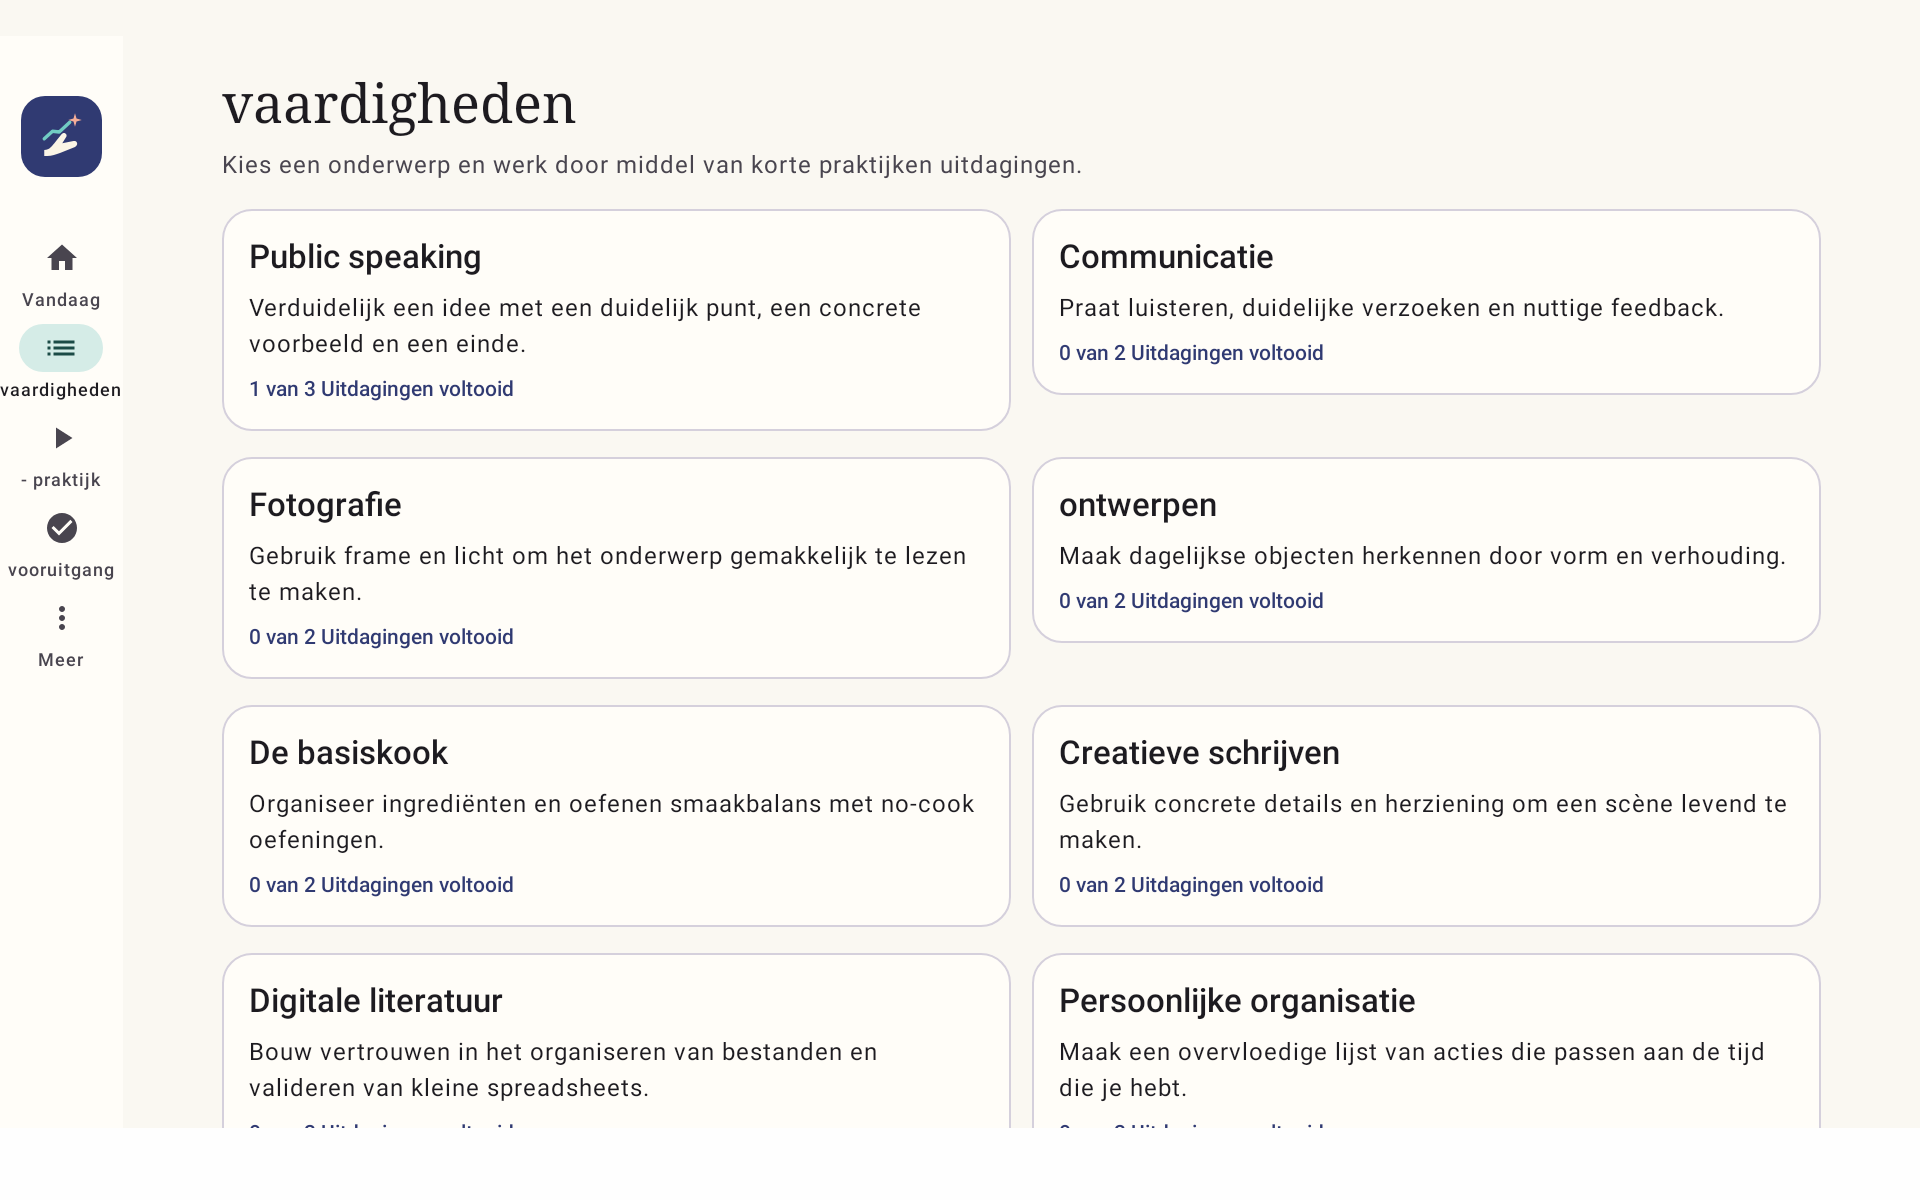 vaardigheden
Kies een onderwerp en werk door middel van korte praktijken uitdagingen.
Vandaag
vaardigheden
- praktijk
vooruitgang
Meer
Public speaking
Verduidelijk een idee met een duidelijk punt, een concrete
voorbeeld en een einde.
1 van 3 Uitdagingen voltooid
Communicatie
Praat luisteren, duidelijke verzoeken en nuttige feedback.
0 van 2 Uitdagingen voltooid
Fotografie
Gebruik frame en licht om het onderwerp gemakkelijk te lezen
te maken.
0 van 2 Uitdagingen voltooid
ontwerpen
Maak dagelijkse objecten herkennen door vorm en verhouding.
0 van 2 Uitdagingen voltooid
De basiskook
Organiseer ingrediënten en oefenen smaakbalans met no-cook
oefeningen.
0 van 2 Uitdagingen voltooid
Creatieve schrijven
Gebruik concrete details en herziening om een scène levend te
maken.
0 van 2 Uitdagingen voltooid
Digitale literatuur
Bouw vertrouwen in het organiseren van bestanden en
valideren van kleine spreadsheets.
Persoonlijke organisatie
Maak een overvloedige lijst van acties die passen aan de tijd
die je hebt.